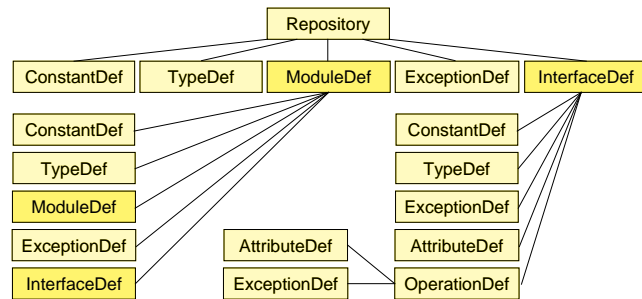 Repository
ConstantDef TypeDef ModuleDef ExceptionDef InterfaceDef
ConstantDef ConstantDef
TypeDef TypeDef
ModuleDef ExceptionDef
ExceptionDef AttributeDef AttributeDef
InterfaceDef ExceptionDef OperationDef